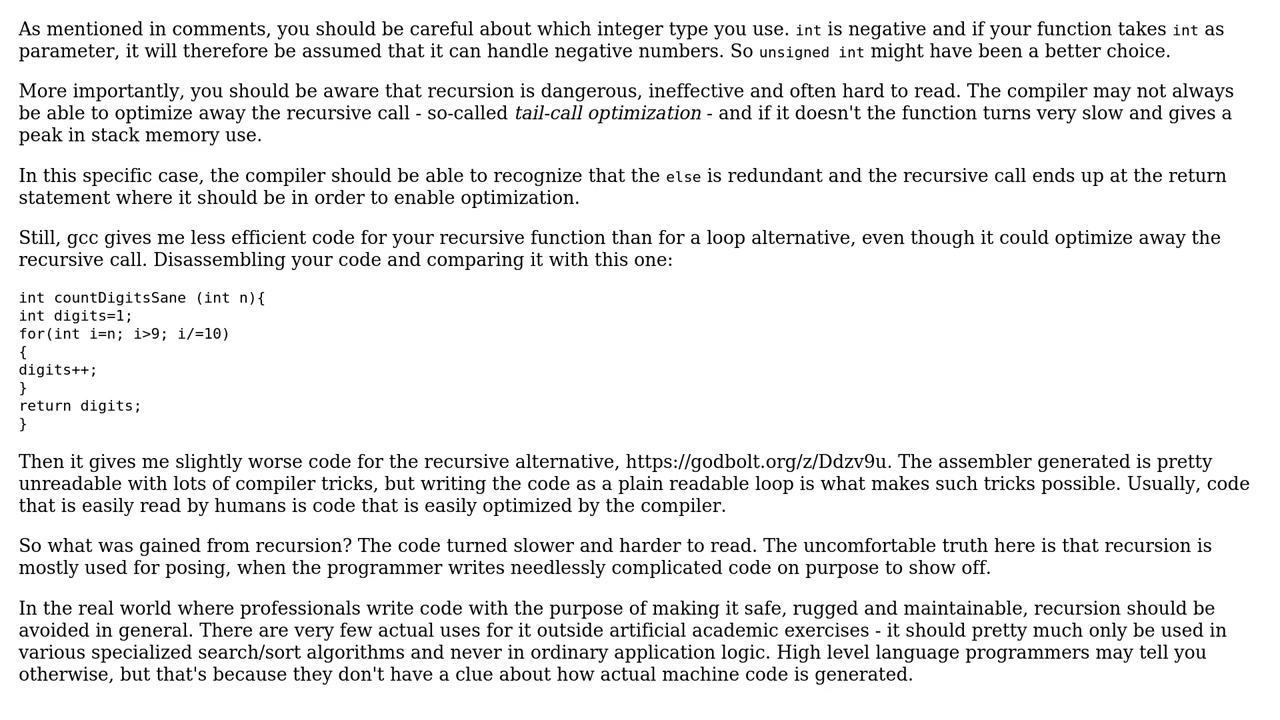 As mentioned in comments, you should be careful about which integer type you use. int is negative and if your function takes int as
parameter, it will therefore be assumed that it can handle negative numbers. So unsigned int might have been a better choice.
More importantly, you should be aware that recursion is dangerous, ineffective and often hard to read. The compiler may not always
be able to optimize away the recursive call - so-called tail-call optimization - and if it doesn't the function turns very slow and gives a
peak in stack memory use.
In this specific case, the compiler should be able to recognize that the else is redundant and the recursive call ends up at the return
statement where it should be in order to enable optimization.
Still, gcc gives me less efficient code for your recursive function than for a loop alternative, even though it could optimize away the
recursive call. Disassembling your code and comparing it with this one:
int countDigitsSane (int n){
int digits=1;
for(int i=n; i>9; i/=10)
{
digits++;
}
return digits;
}
Then it gives me slightly worse code for the recursive alternative, https://godbolt.org/z/Ddzv9u. The assembler generated is pretty
unreadable with lots of compiler tricks, but writing the code as a plain readable loop is what makes such tricks possible. Usually, code
that is easily read by humans is code that is easily optimized by the compiler.
So what was gained from recursion? The code turned slower and harder to read. The uncomfortable truth here is that recursion is
mostly used for posing, when the programmer writes needlessly complicated code on purpose to show off.
In the real world where professionals write code with the purpose of making it safe, rugged and maintainable, recursion should be
avoided in general. There are very few actual uses for it outside artificial academic exercises - it should pretty much only be used in
various specialized search/sort algorithms and never in ordinary application logic. High level language programmers may tell you
otherwise, but that's because they don't have a clue about how actual machine code is generated.